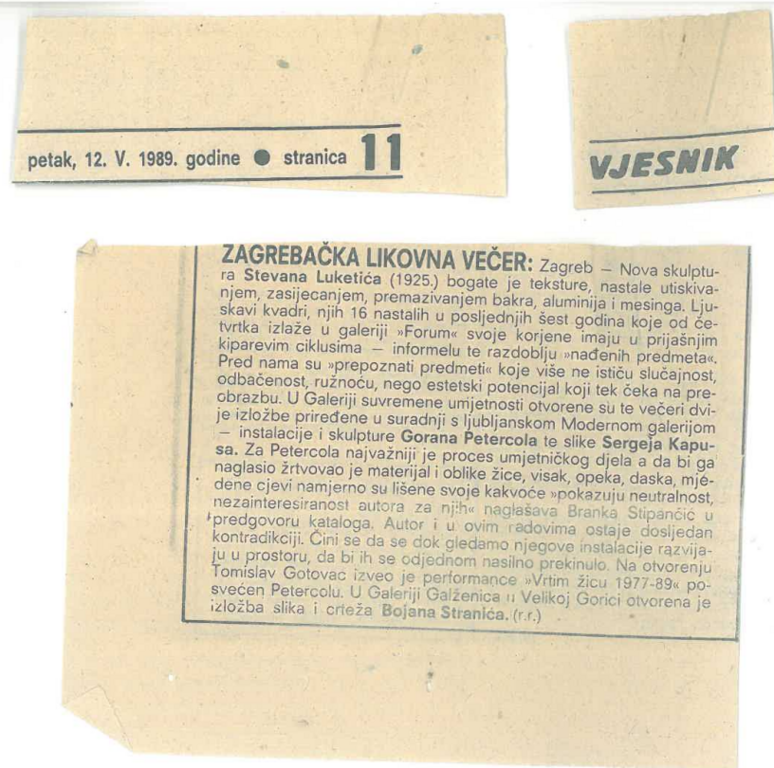 petak, 12. V. 1989. godine ● stranica 11
VJESNIK
ZAGREBAČKA LIKOVNA VEČER: Zagreb — Nova skulptu-
ra Stevana Luketića (1925.) bogate je teksture, nastale utiskiva-
njem, zasijecanjem, premazivanjem bakra, aluminija i mesinga. Lju-
skavi kvadri, njih 16 nastalih u posljednjih šest godina koje od če-
tvrtka izlaže u galeriji »Forum« svoje korjene imaju u prijašnjim
kiparevim ciklusima — informelu te razdoblju »nađenih predmeta«.
Pred nama su »prepoznati predmeti« koje više ne ističu slučajnost,
odbačenost, ružnoću, nego estetski potencijal koji tek čeka na pre-
obrazbu. U Galeriji suvremene umjetnosti otvorene su te večeri dvi-
je izložbe priređene u suradnji s ljubljanskom Modernom galerijom
— instalacije i skulpture Gorana Petercola te slike Sergeja Kapu-
sa. Za Petercola najvažniji je proces umjetničkog djela a da bi ga
naglasio žrtvovao je materijal i oblike žice, visak, opeka, daska, mje-
dene cjevi namjerno su lišene svoje kakvoće »pokazuju neutralnost,
nezainteresiranost autora za njih« naglašava Branka Stipančić u
predgovoru kataloga. Autor i u ovim radovima ostaje dosljedan
kontradikciji. Čini se da se dok gledamo njegove instalacije razvija-
ju u prostoru, da bi ih se odjednom nasilno prekinulo. Na otvorenju
Tomislav Gotovac izveo je performance »Vrtim žicu 1977-89« po-
svećen Petercolu. U Galeriji Galženica u Velikoj Gorici otvorena je
izložba slika i crteža Bojana Stranića. (r.r.)